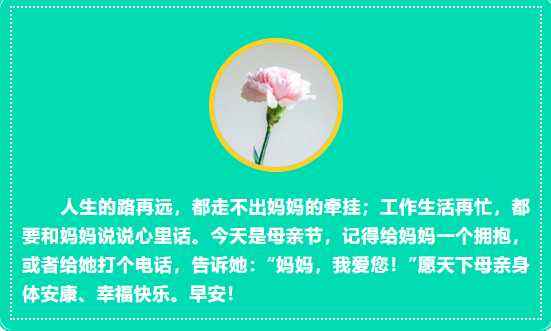 人生的路再远，都走不出妈妈的牵挂；工作生活再忙，都
要和妈妈说说心里话。今天是母亲节，记得给妈妈一个拥抱，
或者给她打个电话，告诉她：“妈妈，我爱您！”愿天下母亲身
体安康、幸福快乐。早安！